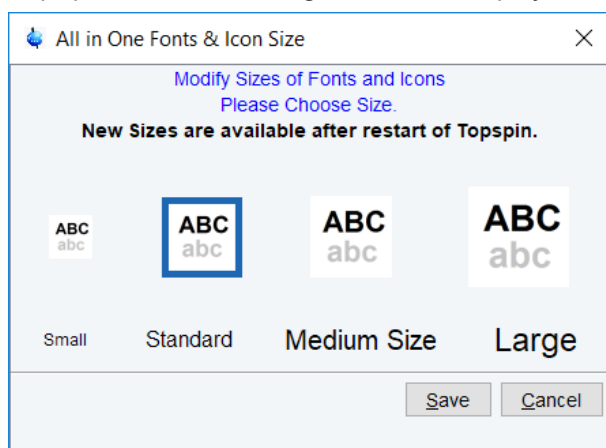 All in One Fonts & Icon Size
Modify Sizes of Fonts and Icons
Please Choose Size.
New Sizes are available after restart of Topspin.
ABC ABC ABC ABC
abc abc abc abc
Small Standard Medium Size Large
Save Cancel